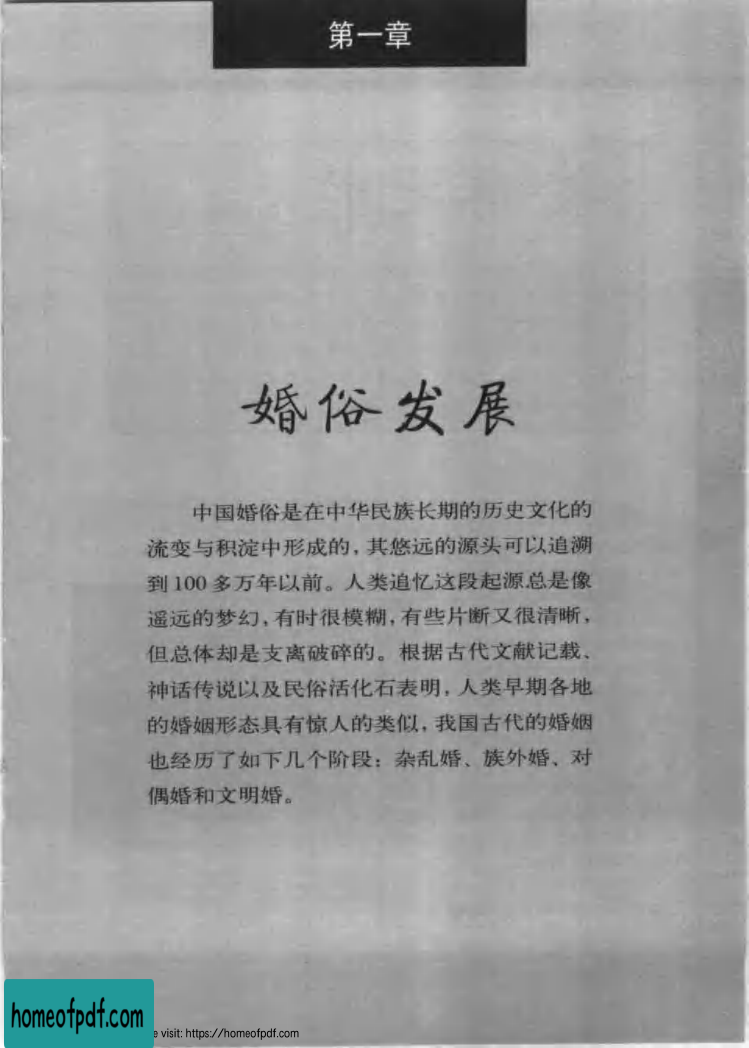 第一章
婚俗发展
中国婚俗是在中华民族长期的历史文化的
流变与积淀中形成的，其悠远的源头可以追溯
到100多万年以前。人类追忆这段起源总是像
遥远的梦幻，有时很模糊，有些片断又很清晰，
但总体却是支离破碎的。根据古代文献记载、
神话传说以及民俗活化石表明，人类早期各地
的婚姻形态具有惊人的类似，我国古代的婚姻
也经历了如下几个阶段：杂乱婚、族外婚、对
偶婚和文明婚。
homeofpdf.com
e visit: https://homeofpdf.com